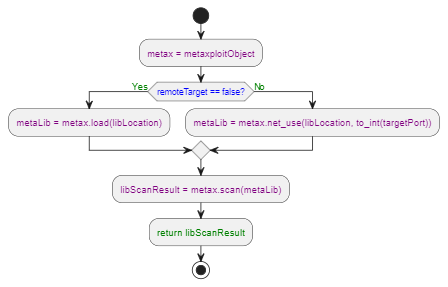 metax = metaxploitObject
Yes
remoteTarget == false?
No
metaLib = metax.load(libLocation)
metaLib = metax.net_use(libLocation, to_int(targetPort))
libScanResult = metax.scan(metaLib)
return libScanResult